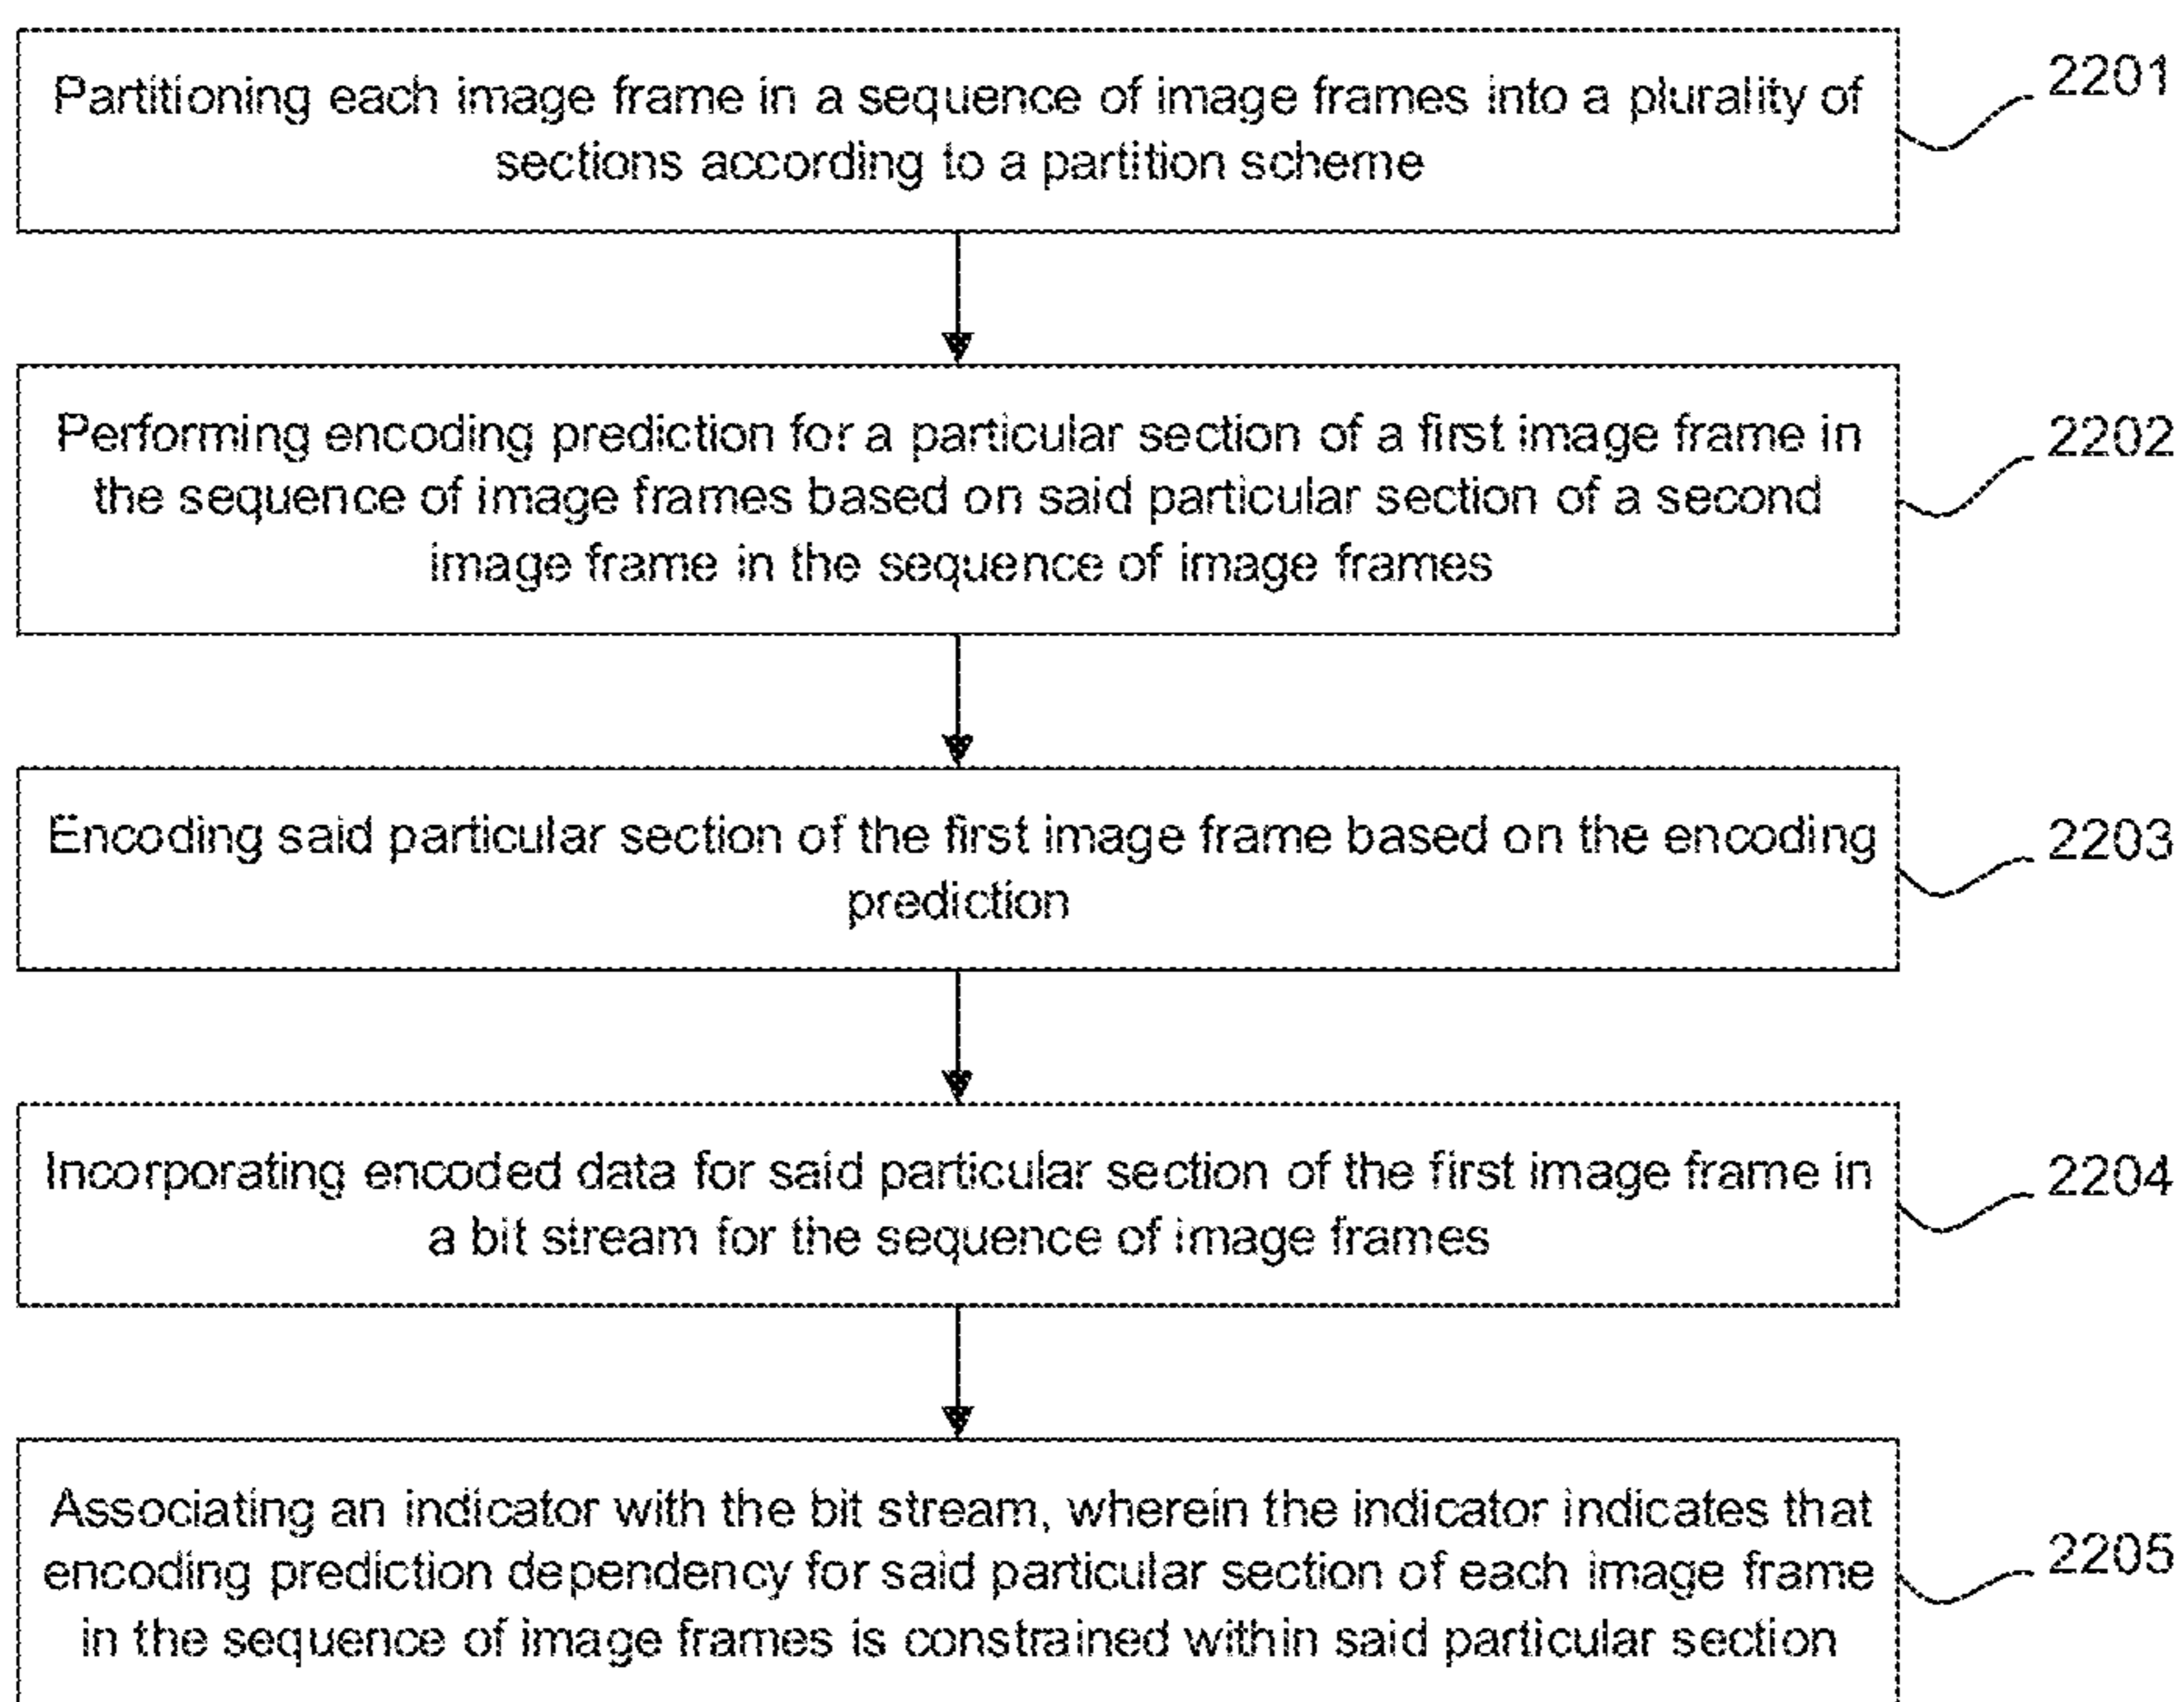 Partitioning each image frame in a sequence of image frames into a plurality of
sections according to a partition scheme
2201
Performing encoding prediction for a particular section of a first image frame in
the sequence of image frames based on said particular section of a second
image frame in the sequence of image frames
2202
Encoding said particular section of the first image frame based on the encoding
prediction
2203
Incorporating encoded data for said particular section of the first image frame in
a bit stream for the sequence of image frames
2204
Associating an indicator with the bit stream, wherein the indicator indicates that
encoding prediction dependency for said particular section of each image frame
in the sequence of image frames is constrained within said particular section
2205